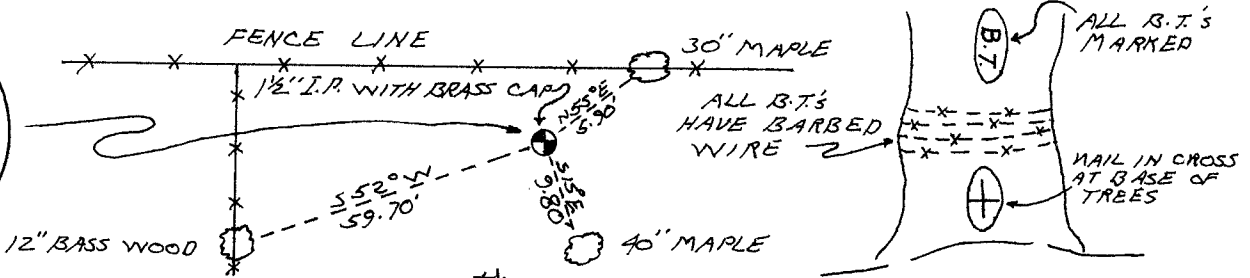 FENCE LINE
30" MAPLE
1½" I.P. WITH BRASS CAP
N55°E
5.90'
S52°W
59.70'
S15°E
9.80
12" BASS WOOD
40" MAPLE
ALL B.T.'s
HAVE BARBED
WIRE
B.T.
ALL B.T.'s
MARKED
NAIL IN CROSS
AT BASE OF
TREES